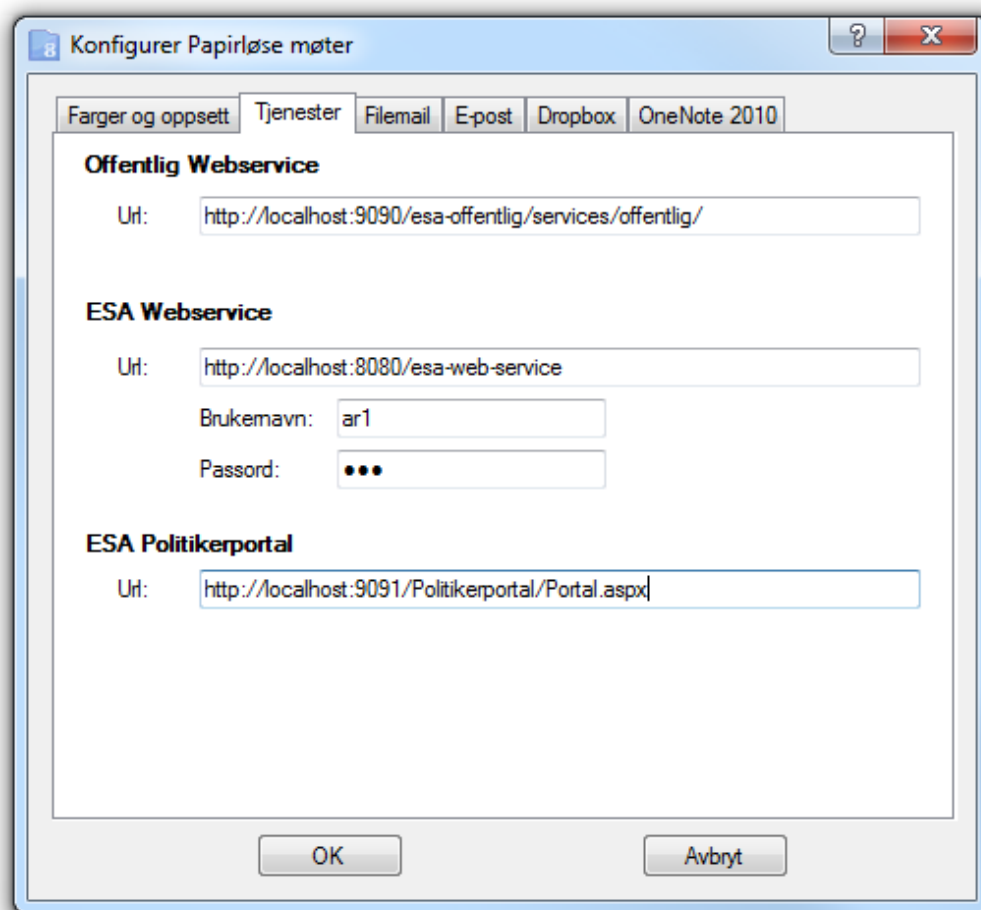 8 Konfigurer Papirløse møter ?
Farger og oppsett Tjenester Filemail E-post Dropbox OneNote 2010
Offentlig Webservice
Url: http://localhost:9090/esa-offentlig/services/offentlig/
ESA Webservice
Url: http://localhost:8080/esa-web-service
Brukernavn: ar1
Passord: ●●●
ESA Politikerportal
Url: http://localhost:9091/Politikerportal/Portal.aspx
OK Avbryt